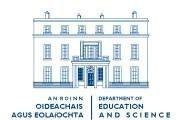 AN ROINN
OIDEACHAIS
AGUS EOLAÍOCHTA
DEPARTMENT OF
EDUCATION
AND SCIENCE